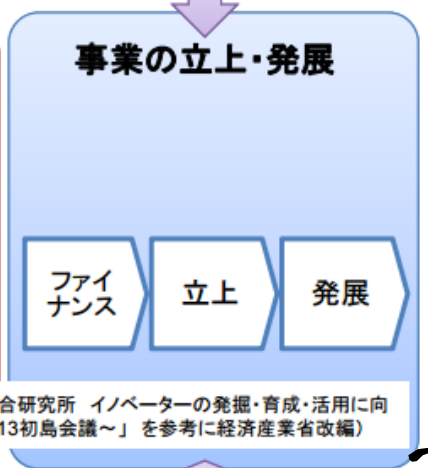 事業の立上・発展
ファイ
ナンス
立上
発展
合研究所 イノベーターの発掘・育成・活用に向
13初島会議~」を参考に経済産業省改編)